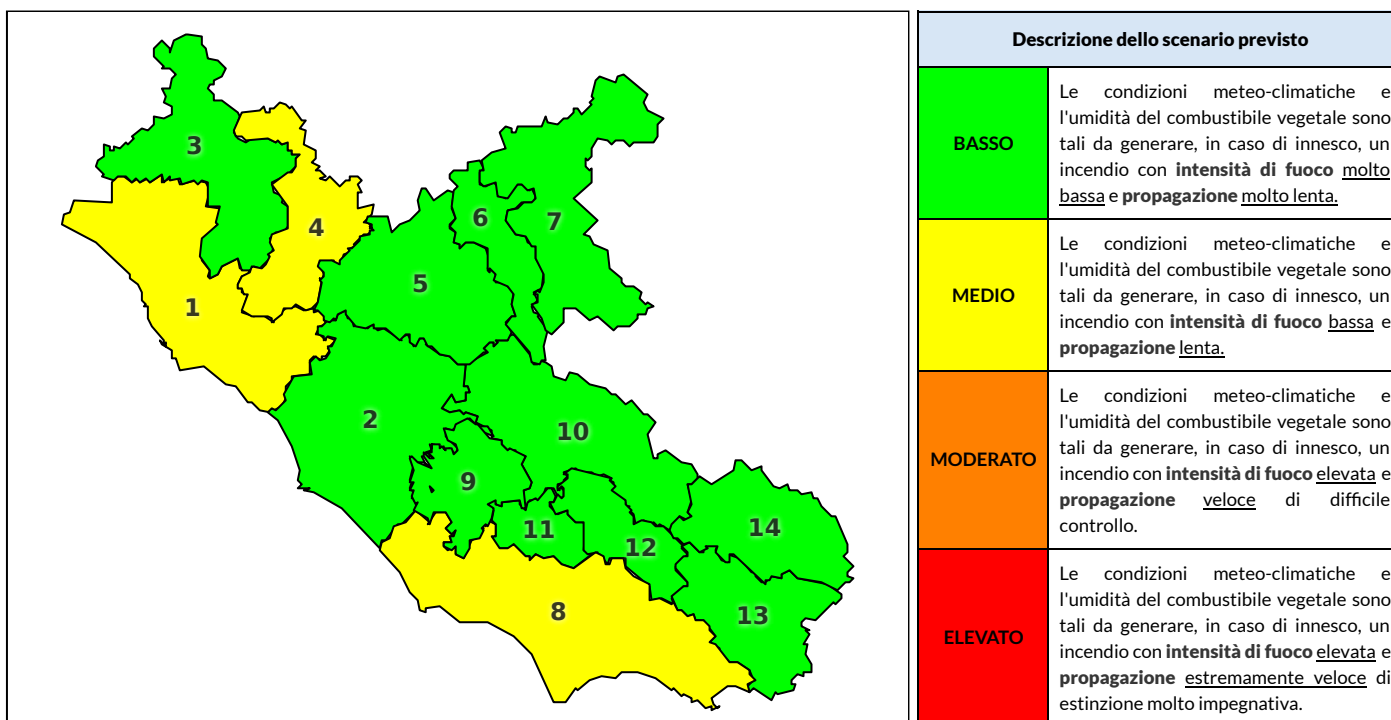 3
4
6
7
5
1
2
10
9
11
12
14
8
13
Descrizione dello scenario previsto
BASSO
Le condizioni meteo-climatiche e
l'umidità del combustibile vegetale sono
tali da generare, in caso di innesco, un
incendio con intensità di fuoco molto
bassa e propagazione molto lenta.
MEDIO
Le condizioni meteo-climatiche e
l'umidità del combustibile vegetale sono
tali da generare, in caso di innesco, un
incendio con intensità di fuoco bassa e
propagazione lenta.
MODERATO
Le condizioni meteo-climatiche e
l'umidità del combustibile vegetale sono
tali da generare, in caso di innesco, un
incendio con intensità di fuoco elevata e
propagazione veloce di difficile
controllo.
ELEVATO
Le condizioni meteo-climatiche e
l'umidità del combustibile vegetale sono
tali da generare, in caso di innesco, un
incendio con intensità di fuoco elevata e
propagazione estremamente veloce di
estinzione molto impegnativa.